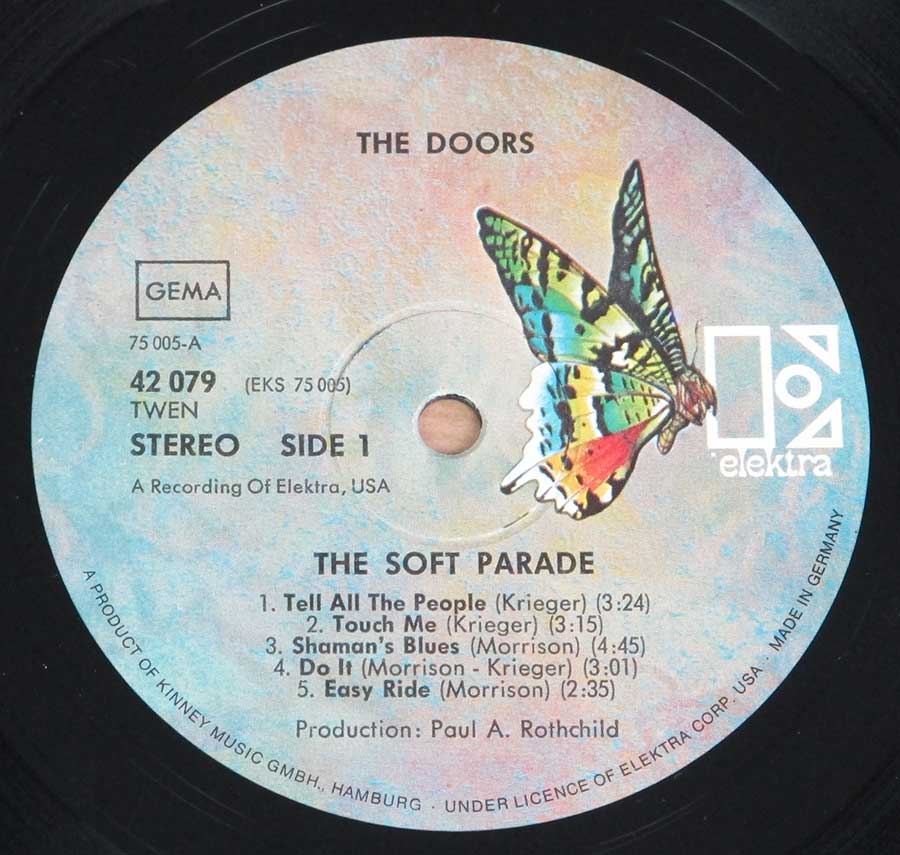 THE DOORS
GEMA
75 005-A
42 079 (EKS 75 005)
TWEN
STEREO SIDE 1
A Recording Of Elektra, USA
elektra
THE SOFT PARADE
1. Tell All The People (Krieger) (3:24)
2. Touch Me (Krieger) (3:15)
3. Shaman's Blues (Morrison) (4:45)
4. Do It (Morrison - Krieger) (3:01)
5. Easy Ride (Morrison) (2:35)
Production: Paul A. Rothchild
A PRODUCT OF KINNEY MUSIC GMBH., HAMBURG · UNDER LICENCE OF ELEKTRA CORP. USA · MADE IN GERMANY